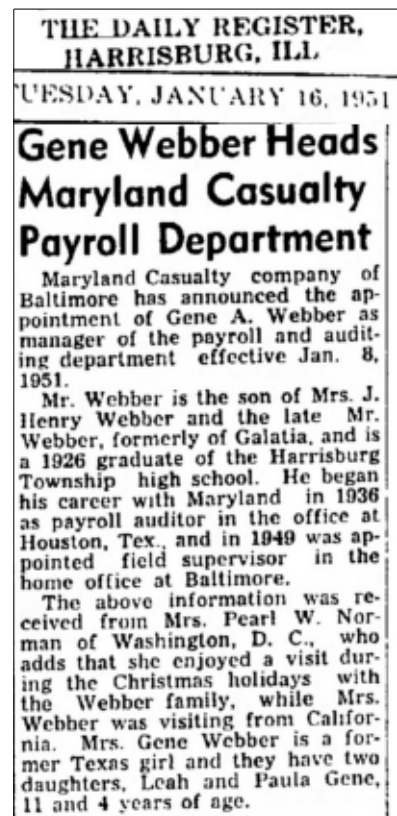 THE DAILY REGISTER,
HARRISBURG, ILL
TUESDAY, JANUARY 16, 1951
Gene Webber Heads
Maryland Casualty
Payroll Department
Maryland Casualty company of
Baltimore has announced the ap-
pointment of Gene A. Webber as
manager of the payroll and audit-
ing department effective Jan. 8,
1951.
Mr. Webber is the son of Mrs. J.
Henry Webber and the late Mr.
Webber, formerly of Galatia, and is
a 1926 graduate of the Harrisburg
Township high school. He began
his career with Maryland in 1936
as payroll auditor in the office at
Houston, Tex., and in 1949 was ap-
pointed field supervisor in the
home office at Baltimore.
The above information was re-
ceived from Mrs. Pearl W. Nor-
man of Washington, D. C., who
adds that she enjoyed a visit dur-
ing the Christmas holidays with
the Webber family, while Mrs.
Webber was visiting from Califor-
nia. Mrs. Gene Webber is a for-
mer Texas girl and they have two
daughters, Leah and Paula Gene,
11 and 4 years of age.